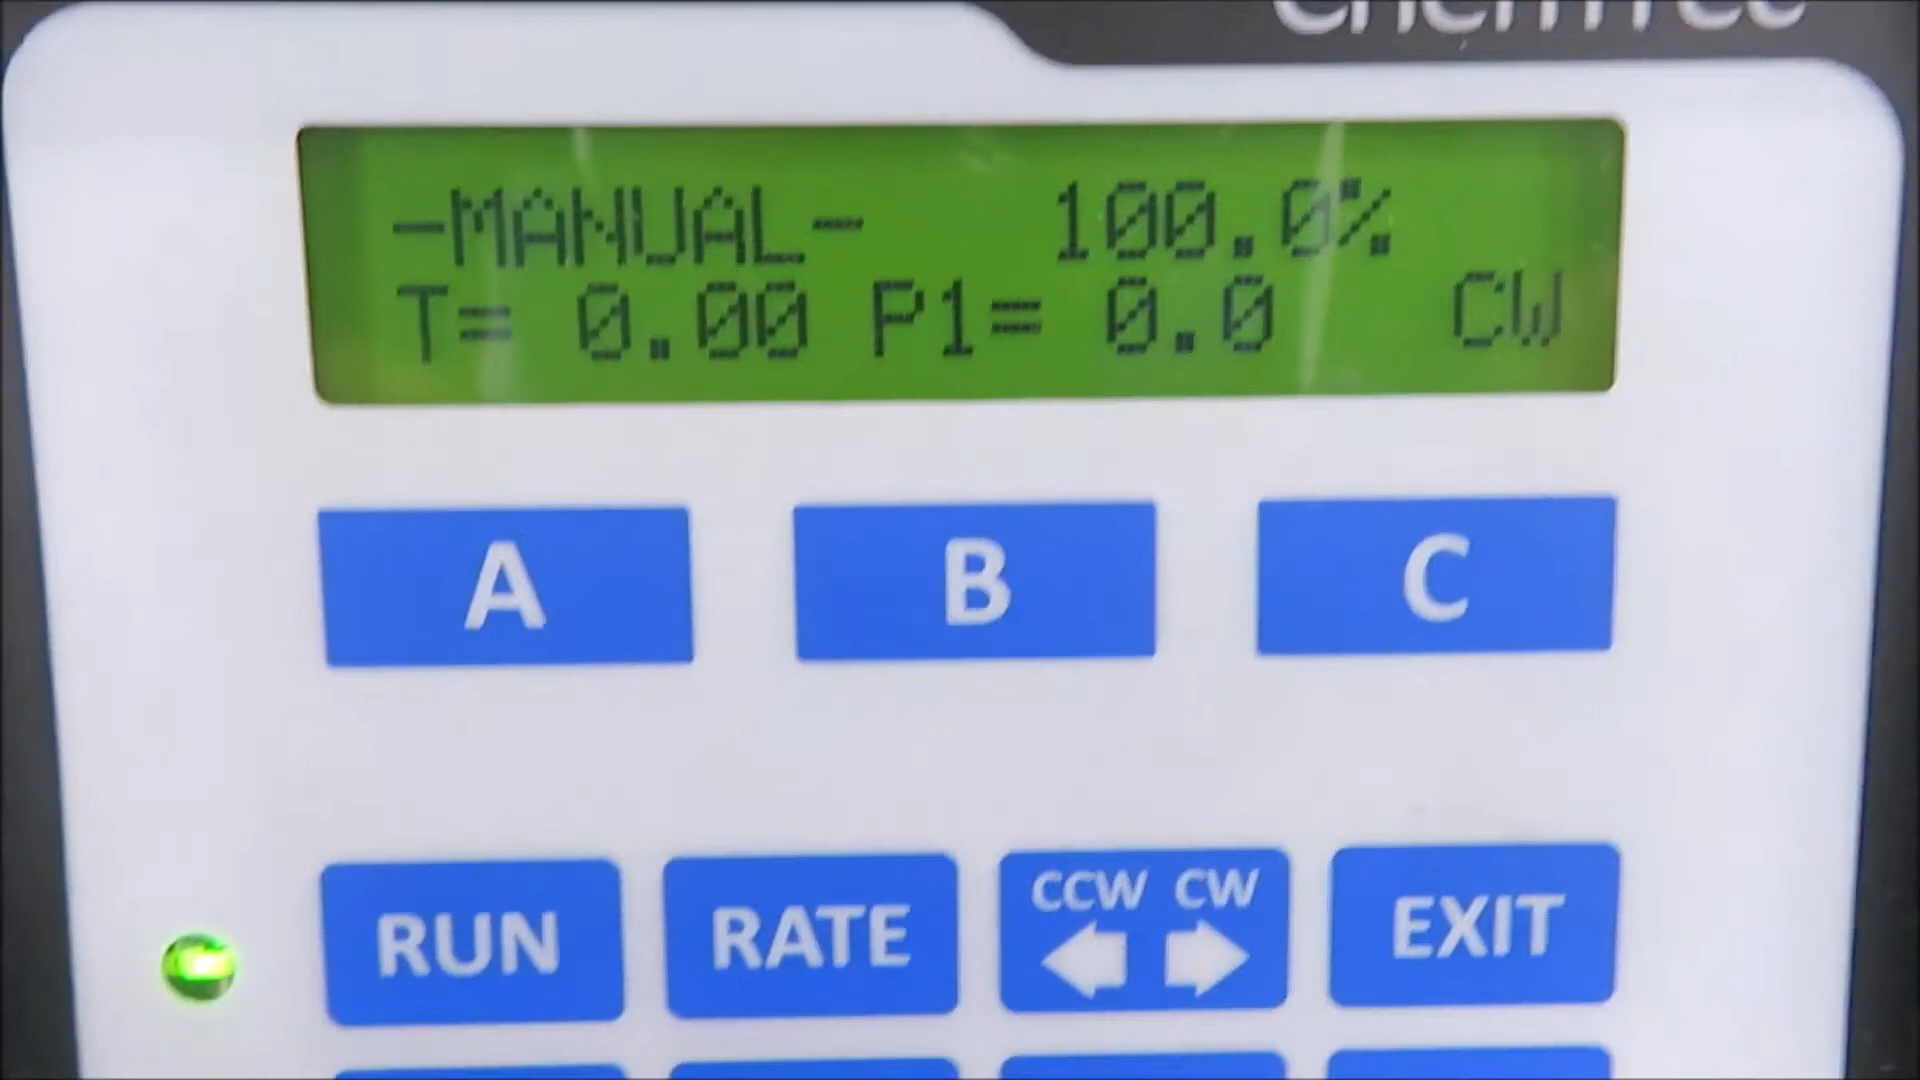 -MANUAL- 100.0%
T= 0.00 P1= 0.0 CW
A B C
CCW CW
RUN RATE EXIT